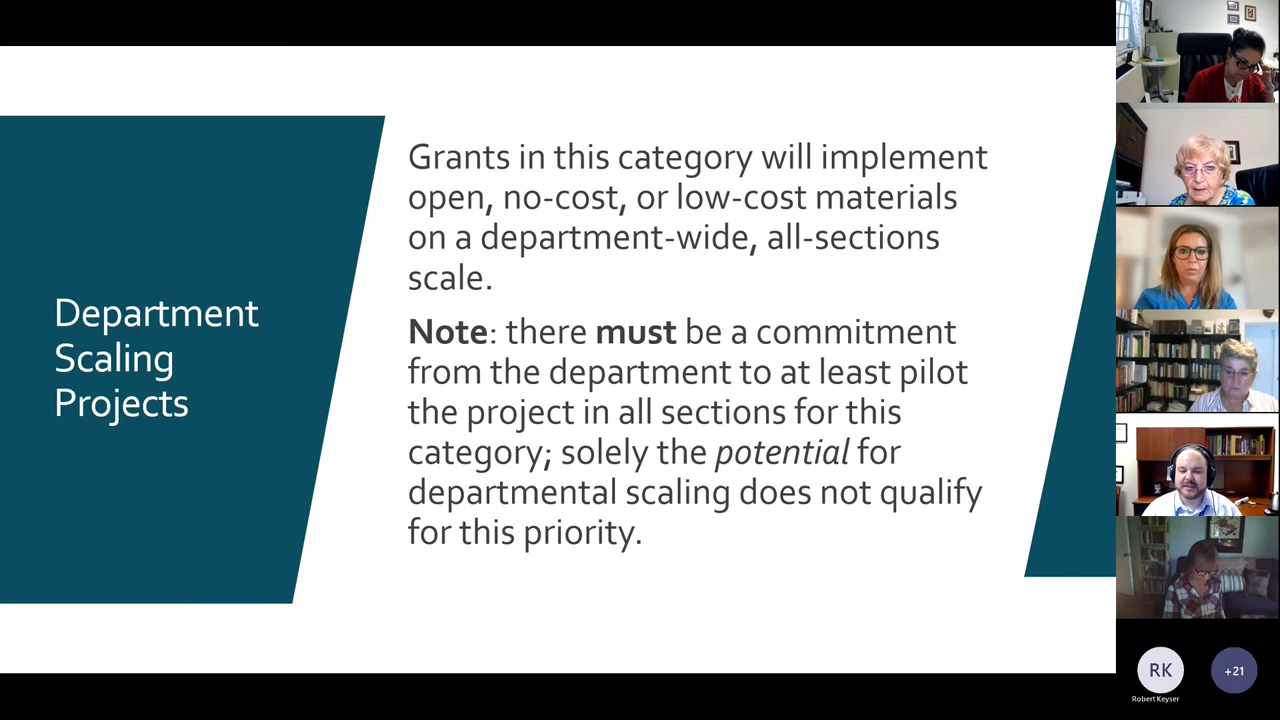 Department
Scaling
Projects
Grants in this category will implement
open, no-cost, or low-cost materials
on a department-wide, all-sections
scale.
Note: there must be a commitment
from the department to at least pilot
the project in all sections for this
category; solely the potential for
departmental scaling does not qualify
for this priority.
RK
+21
Robert Keyser